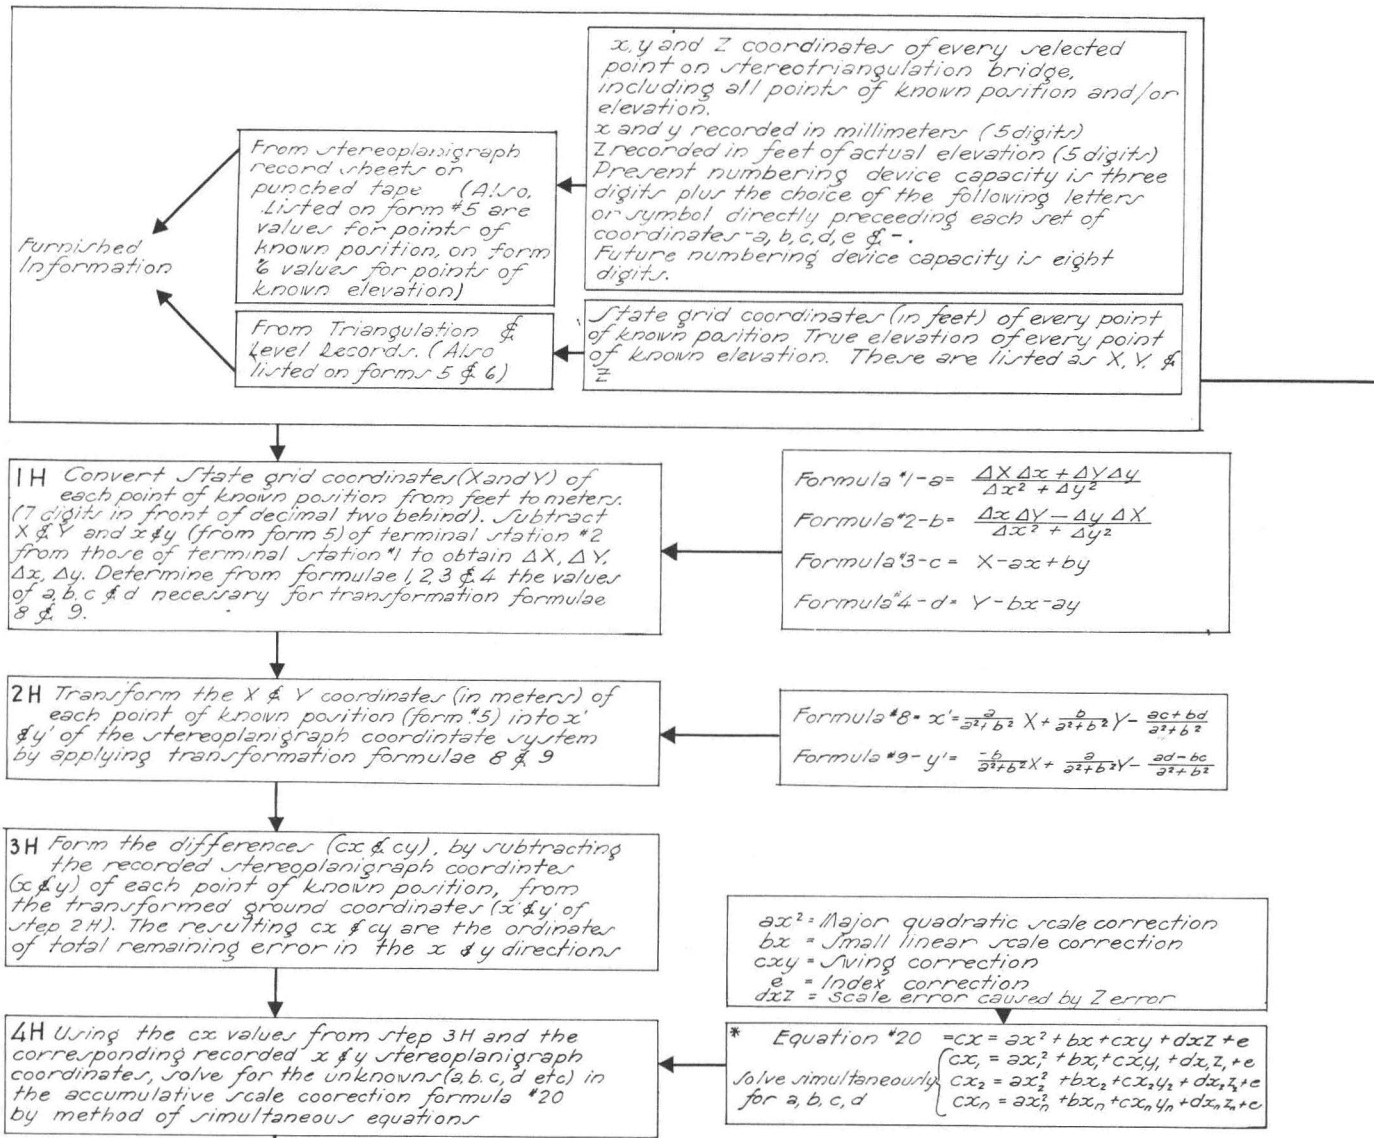 x, y and Z coordinates of every selected
point on stereotriangulation bridge,
including all points of known position and/or
elevation.
x and y recorded in millimeters (5 digits)
Z recorded in feet of actual elevation (5 digits)
Present numbering device capacity is three
digits plus the choice of the following letters
or symbol directly preceeding each set of
coordinates -a, b, c, d, e & -.
Future numbering device capacity is eight
digits.
From stereoplanigraph
record sheets or
punched tape (Also,
Listed on form #5 are
values for points of
known position, on form
#6 values for points of
known elevation)
Furnished
Information
State grid coordinates (in feet) of every point
of known position True elevation of every point
of known elevation. These are listed as X, Y, &
Z
From Triangulation &
Level Records. (Also
listed on forms 5 & 6)
1H Convert State grid coordinates (X and Y) of
each point of known position from feet to meters.
(7 digits in front of decimal two behind). Subtract
X & Y and x & y (from form 5) of terminal station #2
from those of terminal station #1 to obtain ΔX, ΔY,
Δx, Δy. Determine from formulae 1, 2, 3 & 4 the values
of a, b, c & d necessary for transformation formulae
8 & 9.
Formula #1-a= (ΔX Δx + ΔY Δy)/(Δx² + Δy²)
Formula #2-b= (Δx ΔY - Δy ΔX)/(Δx² + Δy²)
Formula #3-c = X-ax+by
Formula #4-d= Y-bx-ay
2H Transform the X & Y coordinates (in meters) of
each point of known position (form #5) into x'
& y' of the stereoplanigraph coordintate system
by applying transformation formulae 8 & 9
Formula #8= x'= a/(a²+b²) X + b/(a²+b²) Y - (ac+bd)/(a²+b²)
Formula #9-y'= -b/(a²+b²) X + a/(a²+b²) Y - (ad-bc)/(a²+b²)
3H Form the differences (cx & cy), by subtracting
the recorded stereoplanigraph coordintes
(x & y) of each point of known position, from
the transformed ground coordinates (x' & y' of
step 2H). The resulting cx & cy are the ordinates
of total remaining error in the x & y directions
ax² = Major quadratic scale correction
bx = Small linear scale correction
cxy = Swing correction
e = Index correction
dxZ = Scale error caused by Z error
4H Using the cx values from step 3H and the
corresponding recorded x & y stereoplanigraph
coordinates, solve for the unknowns (a, b, c, d etc) in
the accumulative scale coorection formula #20
by method of simultaneous equations
* Equation #20 =cx = ax² + bx + cxy + dxZ + e
solve simultaneously
for a, b, c, d
cx₁ = ax₁² + bx₁ + cx₁y₁ + dx₁z₁ + e
cx₂ = ax₂² + bx₂ + cx₂y₂ + dx₂z₂ + e
cxₙ = axₙ² + bxₙ + cxₙyₙ + dxₙzₙ + e